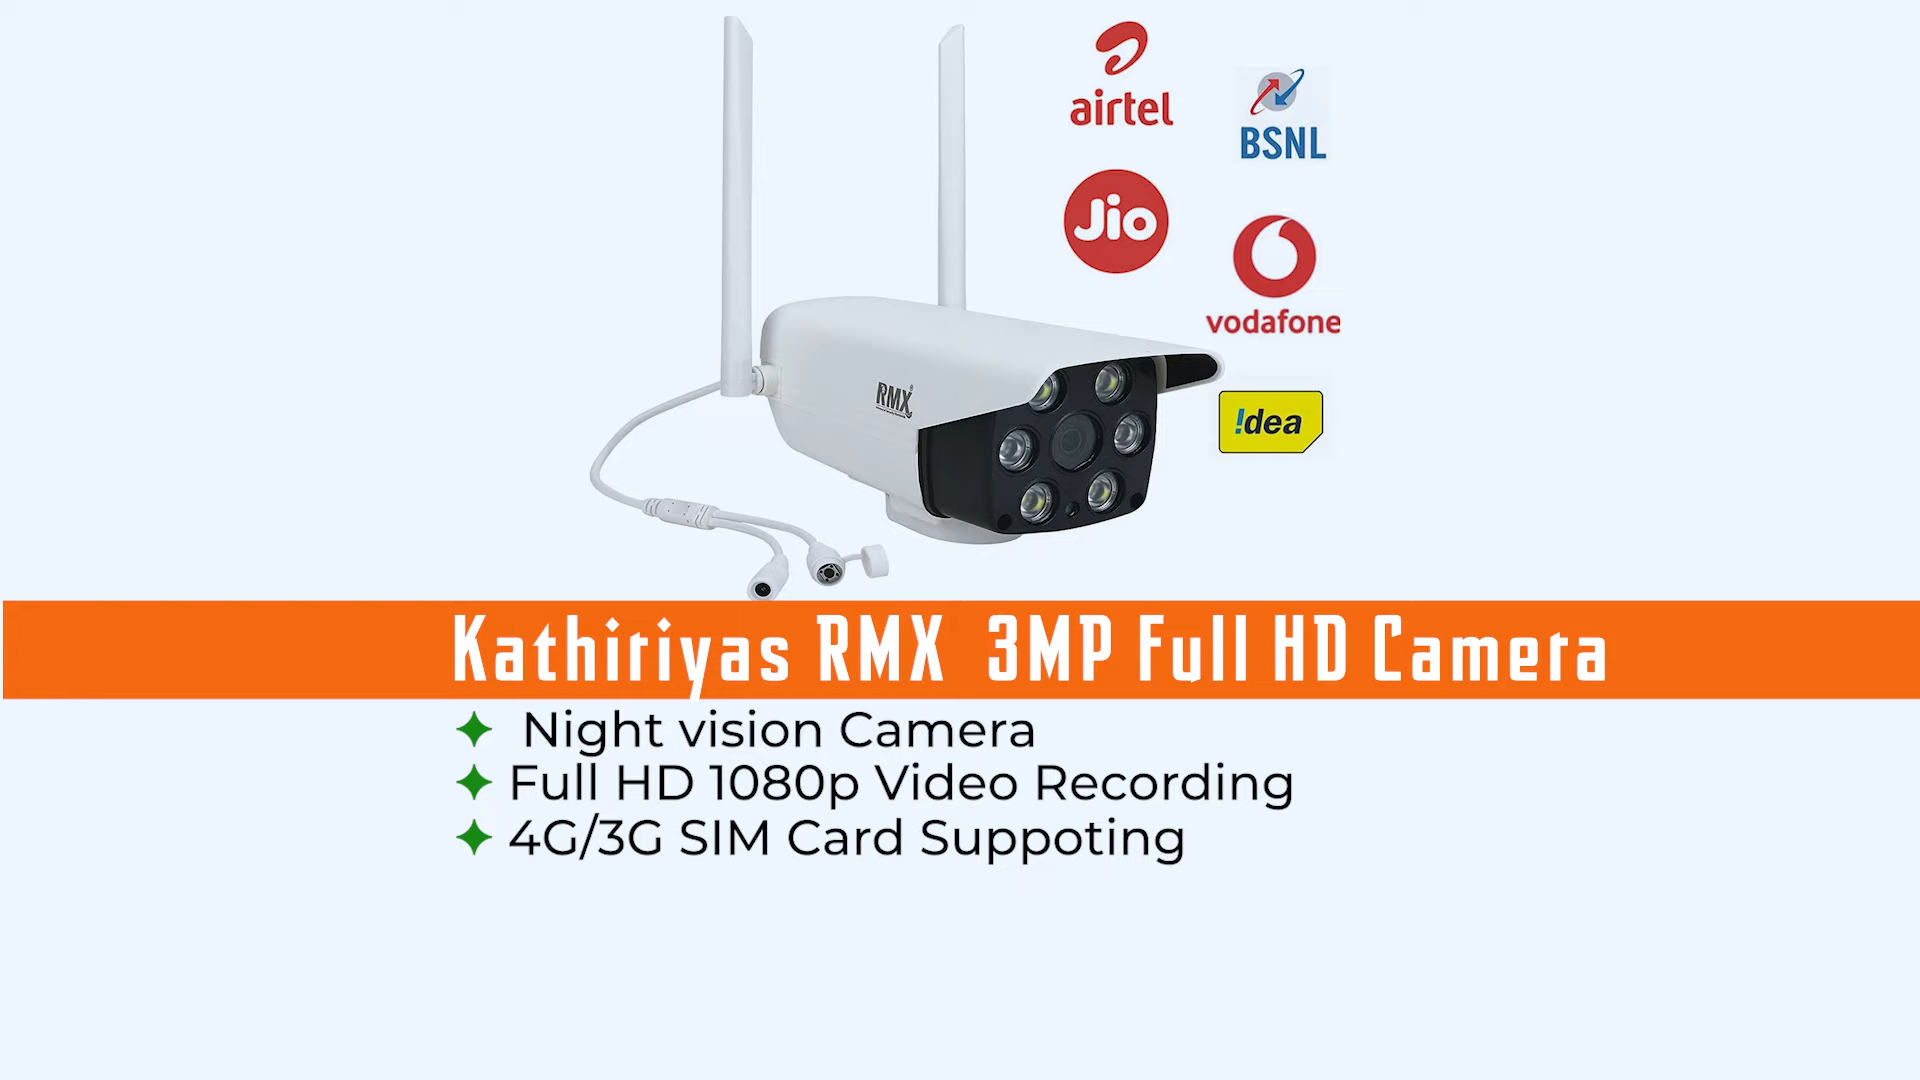 airtel
BSNL
Jio
vodafone
!dea
RMX
Kathiriyas RMX 3MP Full HD Camera
Night vision Camera
Full HD 1080p Video Recording
4G/3G SIM Card Suppoting